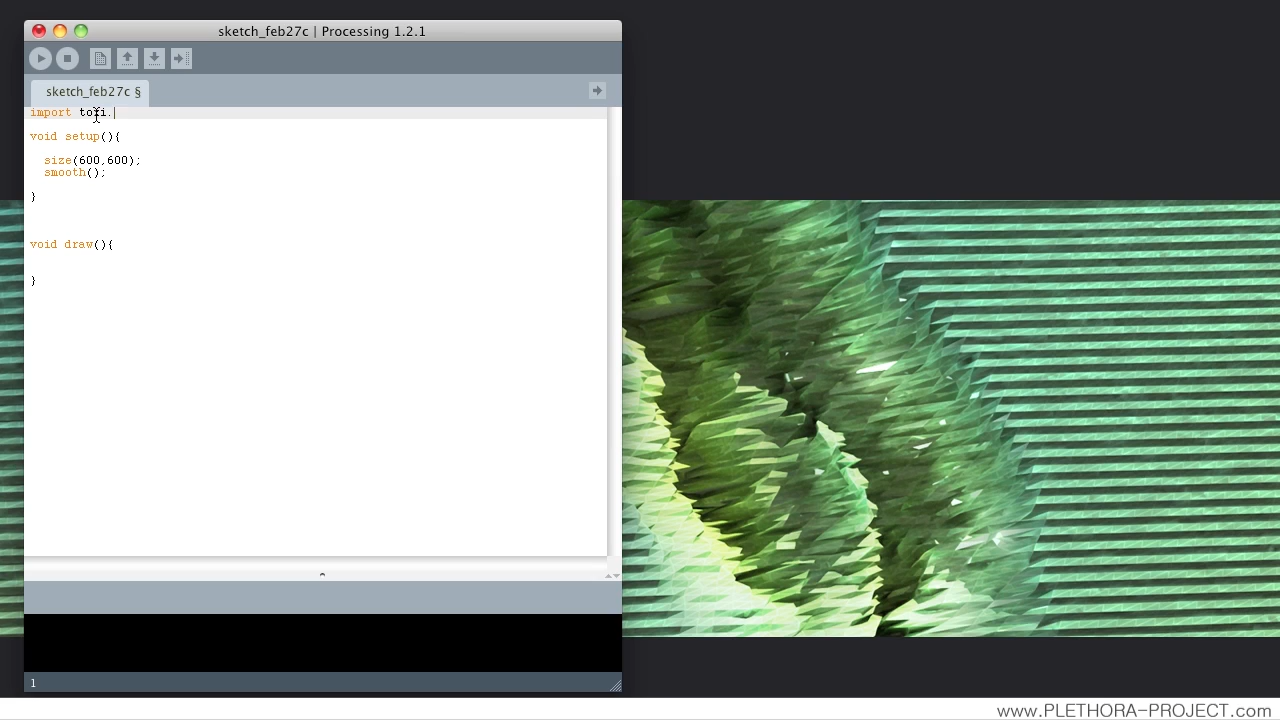 sketch_feb27c | Processing 1.2.1
sketch_feb27c §
import toxi.
void setup(){
size(600,600);
smooth();
}
void draw(){
}
1
www.PLETHORA-PROJECT.com